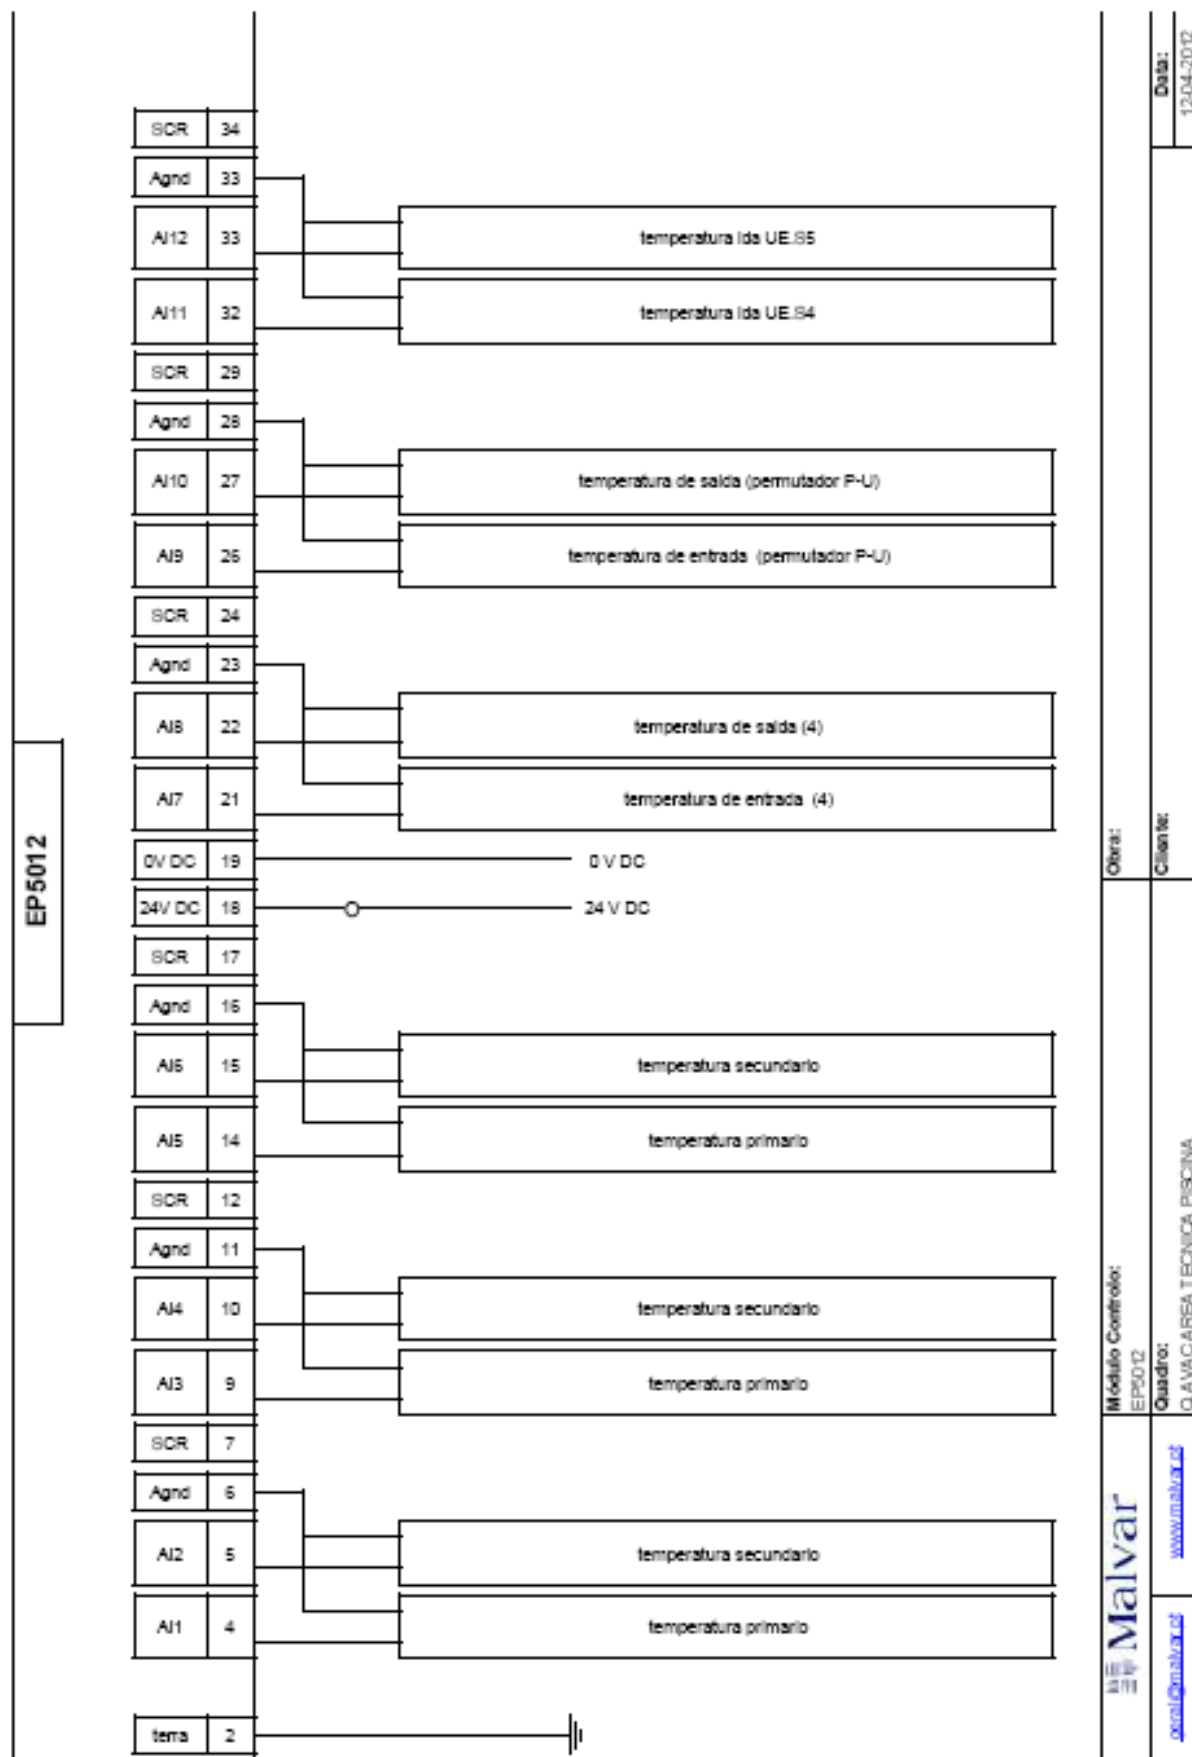 SCR 34
Agnd 33
AI12 33 temperatura ida UE.S5
AI11 32 temperatura ida UE.S4
SCR 29
Agnd 28
AI10 27 temperatura de saida (permutador P-U)
AI9 26 temperatura de entrada (permutador P-U)
SCR 24
Agnd 23
AI8 22 temperatura de saida (4)
AI7 21 temperatura de entrada (4)
0V DC 19 0 V DC
24V DC 18 24 V DC
SCR 17
Agnd 16
AI6 15 temperatura secundario
AI5 14 temperatura primario
SCR 12
Agnd 11
AI4 10 temperatura secundario
AI3 9 temperatura primario
SCR 7
Agnd 6
AI2 5 temperatura secundario
AI1 4 temperatura primario
terra 2
EP5012
Malvar
geral@malvar.pt
www.malvar.pt
Módulo Controlo:
EP5012
Quadro:
Q.AVAC AREA TECNICA PISCINA
Obra:
Cliente:
Data:
12-04-2012